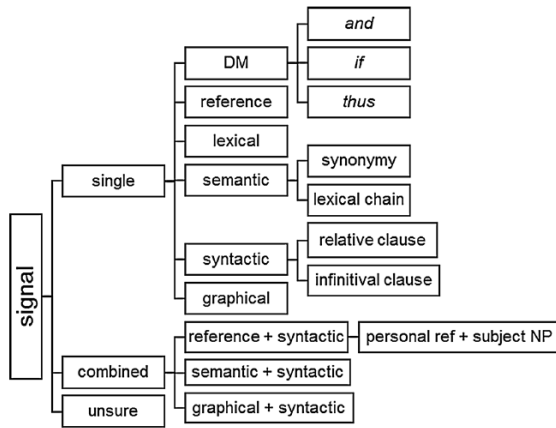 signal
single
DM
and
if
thus
reference
lexical
semantic
synonymy
lexical chain
syntactic
relative clause
infinitival clause
graphical
combined
reference + syntactic
personal ref + subject NP
semantic + syntactic
graphical + syntactic
unsure